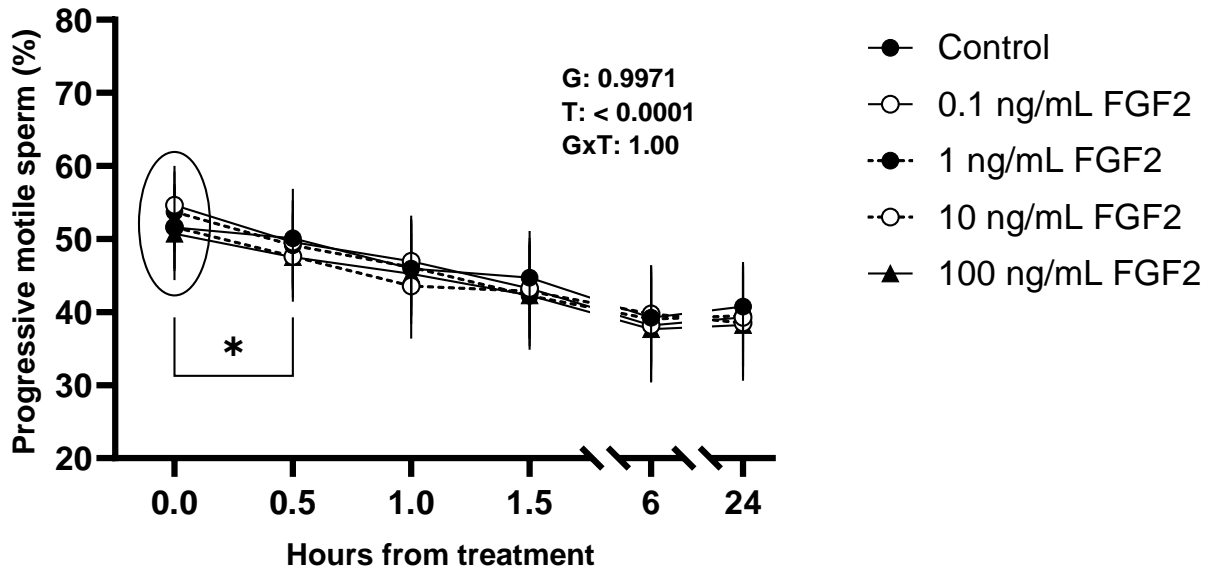 Progressive motile sperm (%)
80
70
60
50
40
30
20
G: 0.9971
T: < 0.0001
GxT: 1.00
*
0.0 0.5 1.0 1.5 6 24
Hours from treatment
Control
0.1 ng/mL FGF2
1 ng/mL FGF2
10 ng/mL FGF2
100 ng/mL FGF2